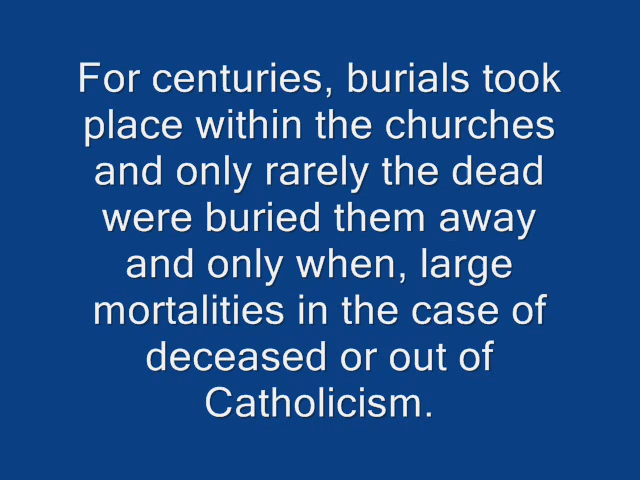 For centuries, burials took
place within the churches
and only rarely the dead
were buried them away
and only when, large
mortalities in the case of
deceased or out of
Catholicism.